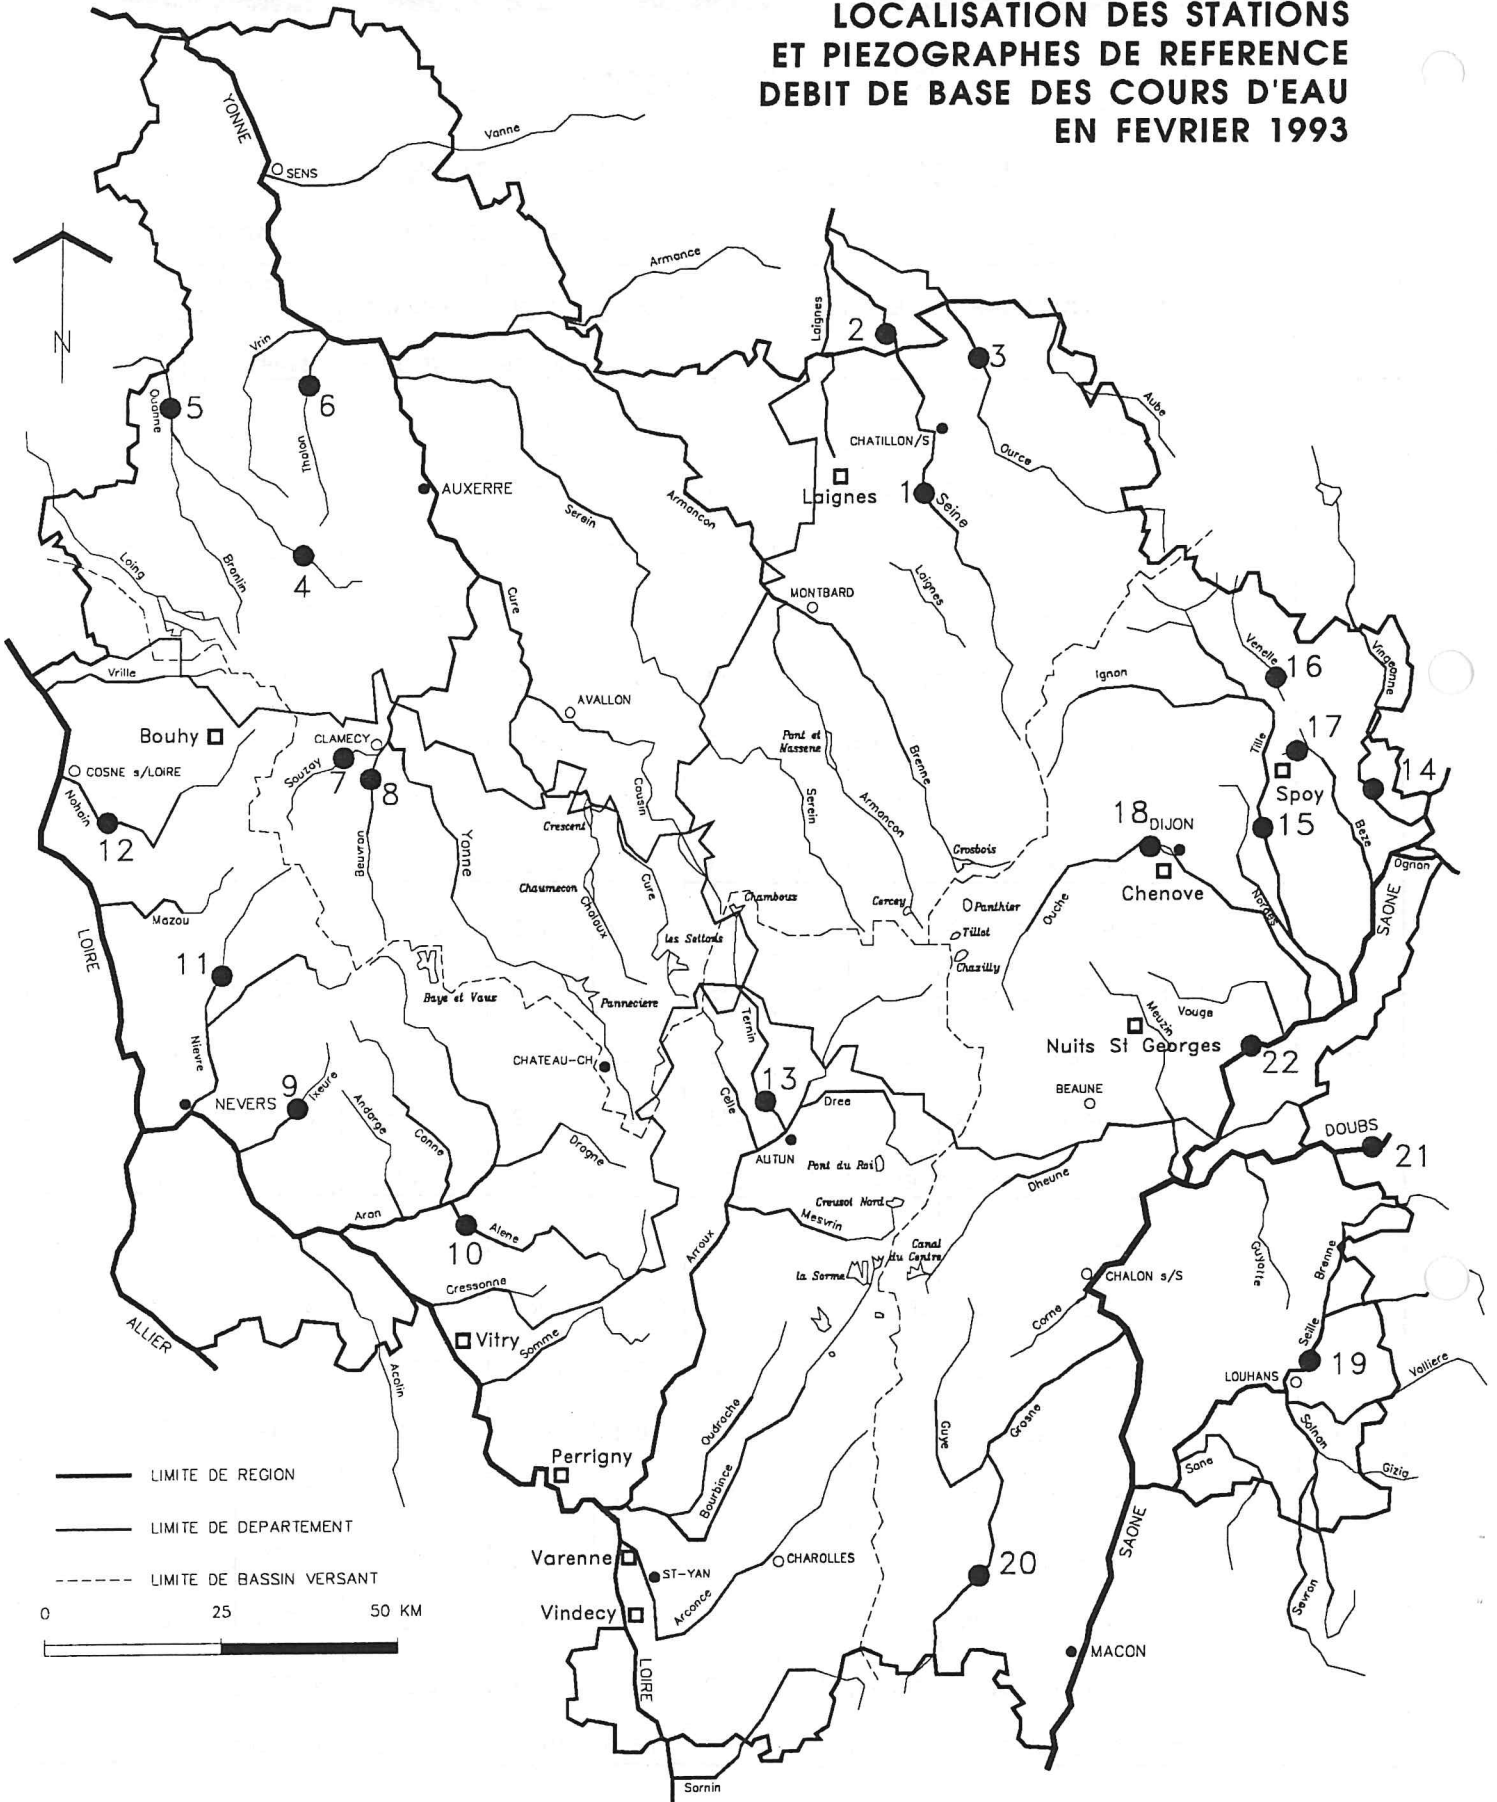 LOCALISATION DES STATIONS
ET PIEZOGRAPHES DE REFERENCE
DEBIT DE BASE DES COURS D'EAU
EN FEVRIER 1993
YONNE
Vanne
SENS
Armance
N
Vrin
Laignes
2
3
5
6
Ouanne
Tholon
Aube
CHATILLON/S
Ource
AUXERRE
Laignes
1
Seine
Armancon
Serein
Loing
Branlin
4
Cure
MONTBARD
Laignes
Venelle
16
Vingeanne
Vrille
Ignon
AVALLON
Bouhy
CLAMECY
COSNE s/LOIRE
Sauzay
7
8
Pont et
Massene
Brenne
Tille
17
14
Spoy
Nohain
12
Cousin
Serein
Armancon
18
DIJON
15
Beze
Crescent
Beuvron
Yonne
Grosbois
Ognon
Chaumecon
Chalaux
Cure
Chamboux
Cercey
Panthier
Chenove
Ouche
Norges
SAONE
Mazou
Tillot
LOIRE
les Settons
Chazilly
11
Baye et Vaux
Panneciere
Ternin
Meuzin
Vouge
Nievre
Nuits St Georges
22
CHATEAU-CH
9
Ixeure
NEVERS
13
Celle
Dree
BEAUNE
Andarge
Canne
Dragne
AUTUN
Pont du Roi
DOUBS
21
Dheune
Creusot Nord
Mesvrin
Aron
10
Alene
Arroux
Canal
du Centre
la Sorme
Guyotte
Brenne
CHALON s/S
Cressonne
Corne
ALLIER
Vitry
Somme
Seille
19
Acolin
LOUHANS
Valliere
Oudrache
Guye
Grosne
Solnan
Sane
Gizia
Perrigny
Bourbince
LIMITE DE REGION
LIMITE DE DEPARTEMENT
LIMITE DE BASSIN VERSANT
0 25 50 KM
Varenne
ST-YAN
CHAROLLES
20
SAONE
Vindecy
Arconce
Sevron
LOIRE
MACON
Sornin